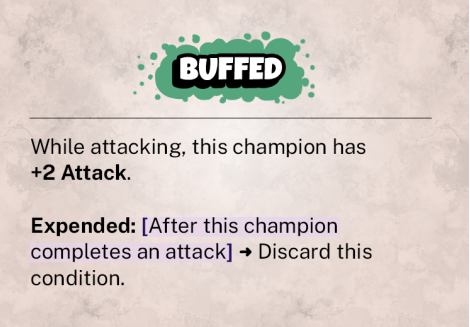 BUFFED
While attacking, this champion has
+2 Attack.
Expended: [After this champion
completes an attack] ➜ Discard this
condition.